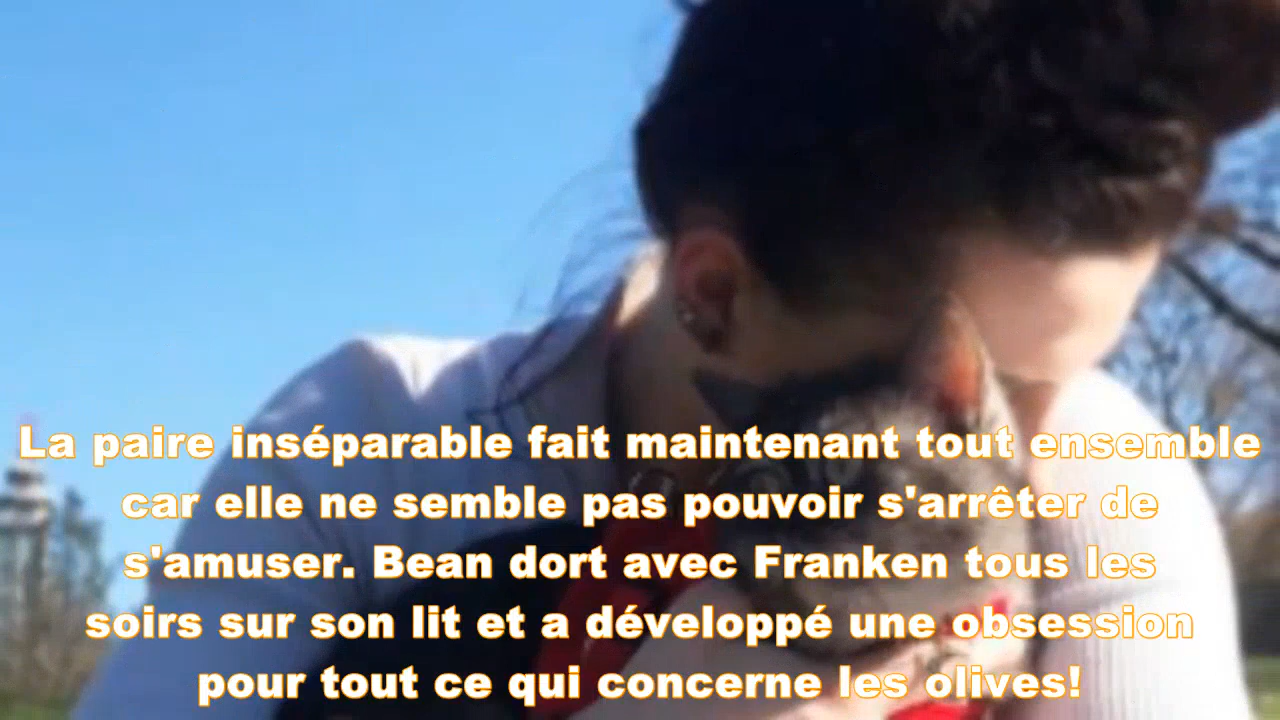 La paire inséparable fait maintenant tout ensemble
car elle ne semble pas pouvoir s'arrêter de
s'amuser. Bean dort avec Franken tous les
soirs sur son lit et a développé une obsession
pour tout ce qui concerne les olives!